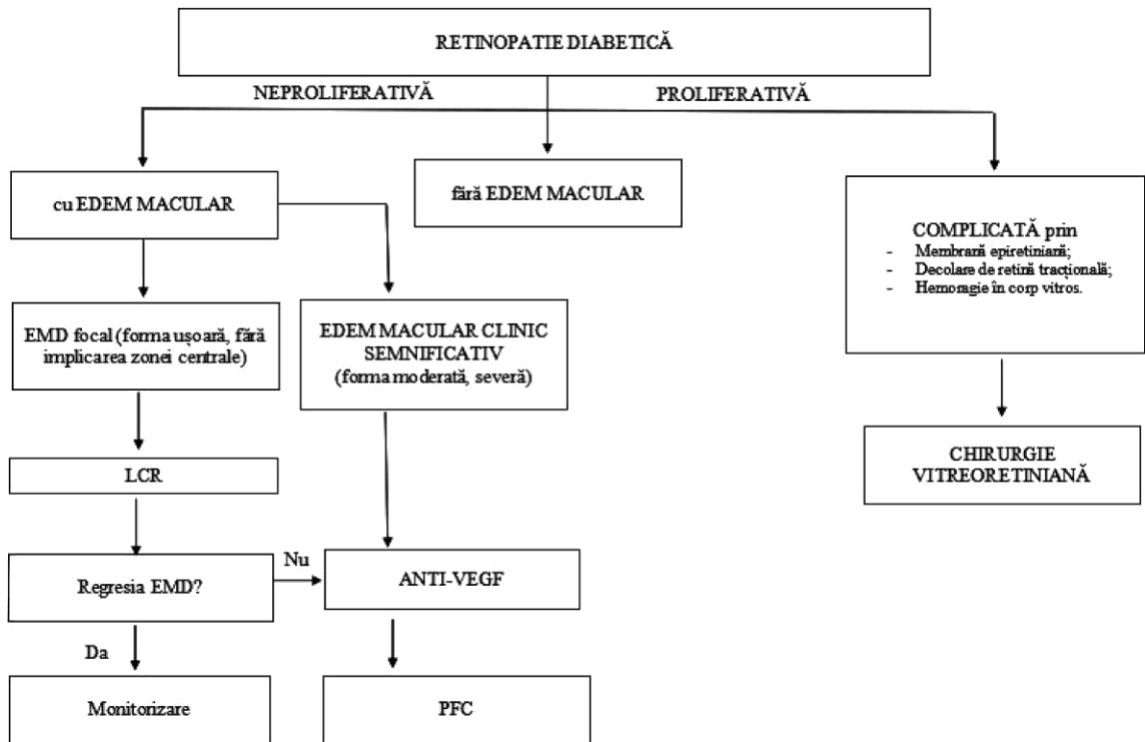 RETINOPATIE DIABETICĂ
NEPROLIFERATIVĂ
PROLIFERATIVĂ
cu EDEM MACULAR
fără EDEM MACULAR
COMPLICATĂ prin
- Membrană epiretiniană;
- Decolare de retină tracțională;
- Hemoragie în corp vitros.
EMD focal (forma ușoară, fără
implicarea zonei centrale)
EDEM MACULAR CLINIC
SEMNIFICATIV
(forma moderată, severă)
LCR
CHIRURGIE
VITREORETINIANĂ
Regresia EMD?
Nu
ANTI-VEGF
Da
Monitorizare
PFC